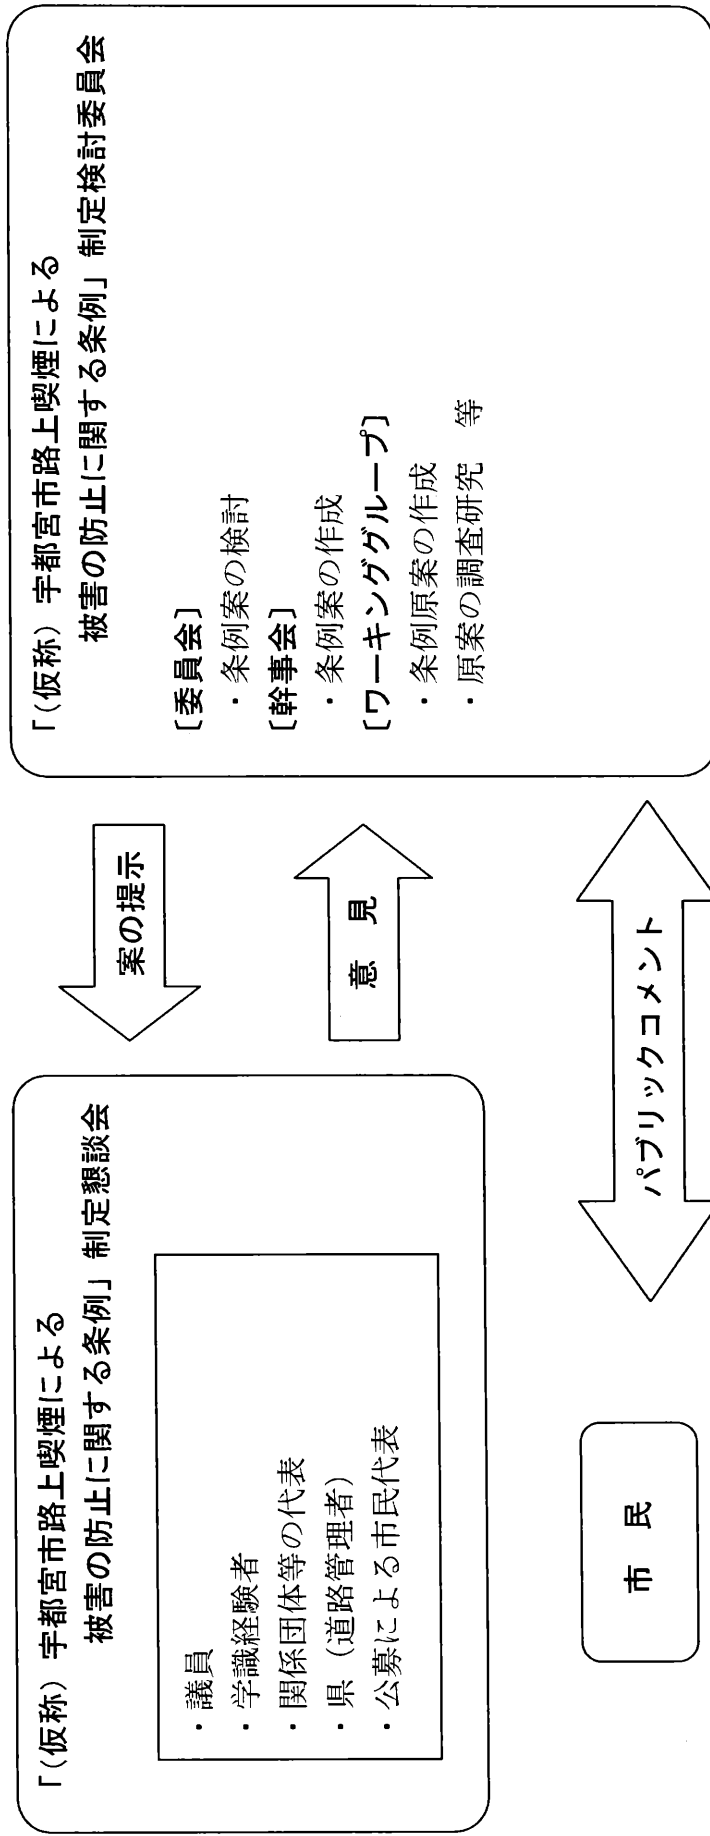 「(仮称) 宇都宮市路上喫煙による
被害の防止に関する条例」制定懇談会
・議員
・学識経験者
・関係団体等の代表
・県（道路管理者）
・公募による市民代表
案の提示
意 見
「(仮称) 宇都宮市路上喫煙による
被害の防止に関する条例」制定検討委員会
〔委員会〕
・条例案の検討
〔幹事会〕
・条例案の作成
〔ワーキンググループ〕
・条例原案の作成
・原案の調査研究 等
市 民
パブリックコメント